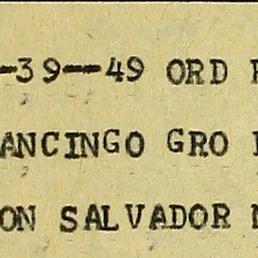 -39--49 ORD
ANCINGO GRO
ON SALVADOR